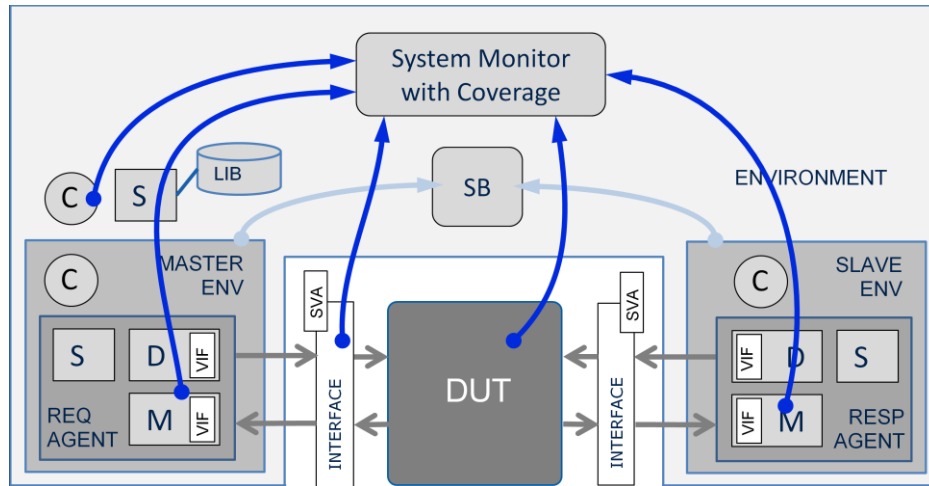 System Monitor
with Coverage
LIB
C
S
SB
ENVIRONMENT
MASTER
ENV
C
SLAVE
ENV
C
SVA
SVA
S
D
VIF
VIF
D
S
DUT
REQ
AGENT
M
VIF
INTERFACE
INTERFACE
VIF
M
RESP
AGENT